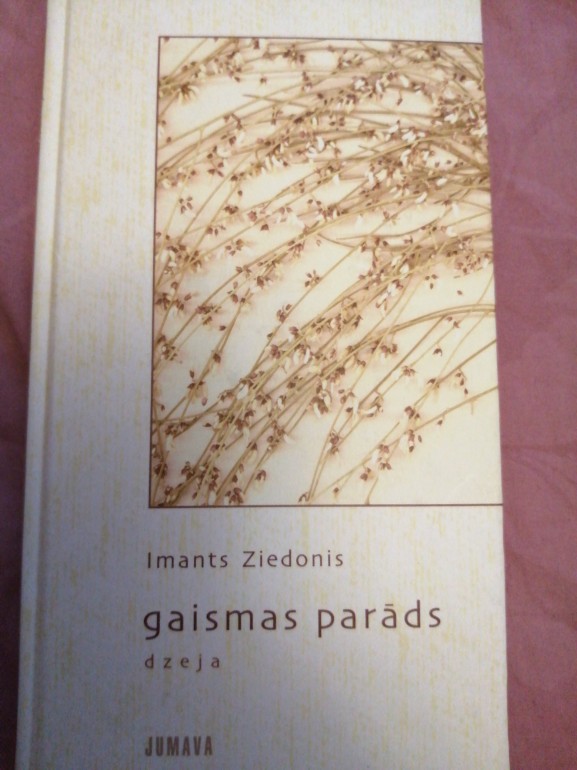 Imants Ziedonis
gaismas parāds
dzeja
JUMAVA